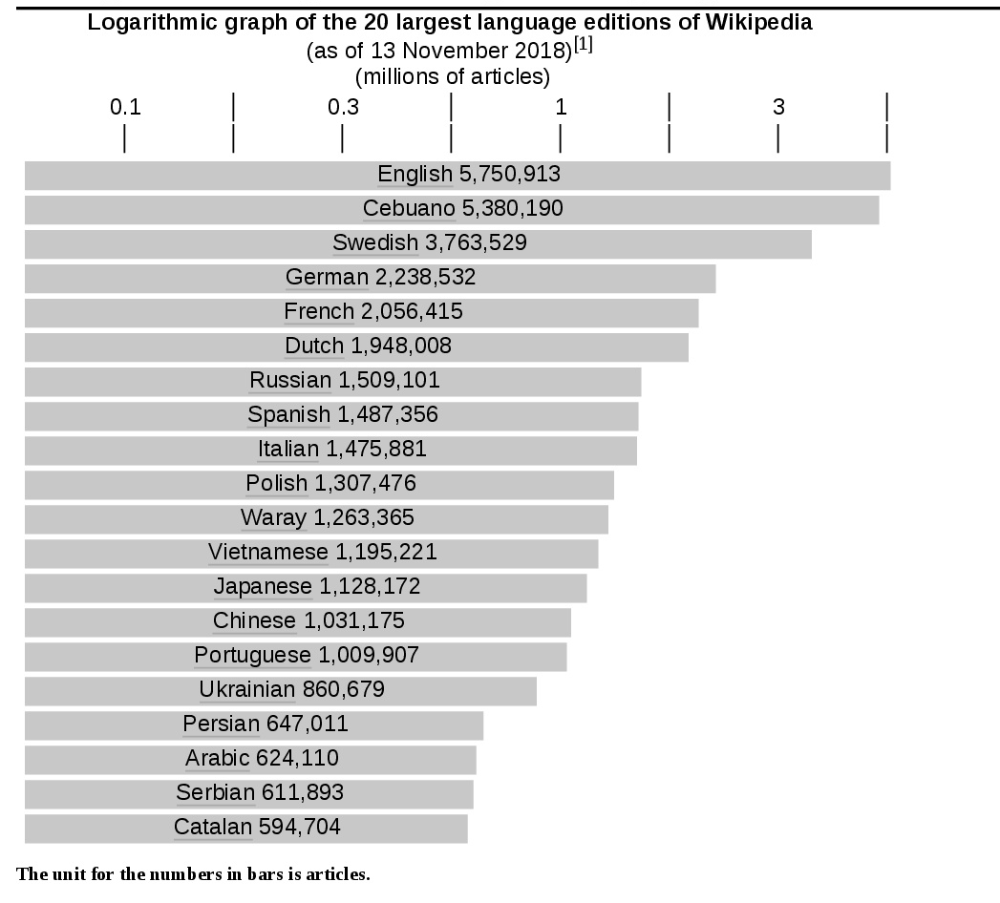 Logarithmic graph of the 20 largest language editions of Wikipedia
(as of 13 November 2018)[1]
(millions of articles)
0.1 0.3 1 3
English 5,750,913
Cebuano 5,380,190
Swedish 3,763,529
German 2,238,532
French 2,056,415
Dutch 1,948,008
Russian 1,509,101
Spanish 1,487,356
Italian 1,475,881
Polish 1,307,476
Waray 1,263,365
Vietnamese 1,195,221
Japanese 1,128,172
Chinese 1,031,175
Portuguese 1,009,907
Ukrainian 860,679
Persian 647,011
Arabic 624,110
Serbian 611,893
Catalan 594,704
The unit for the numbers in bars is articles.